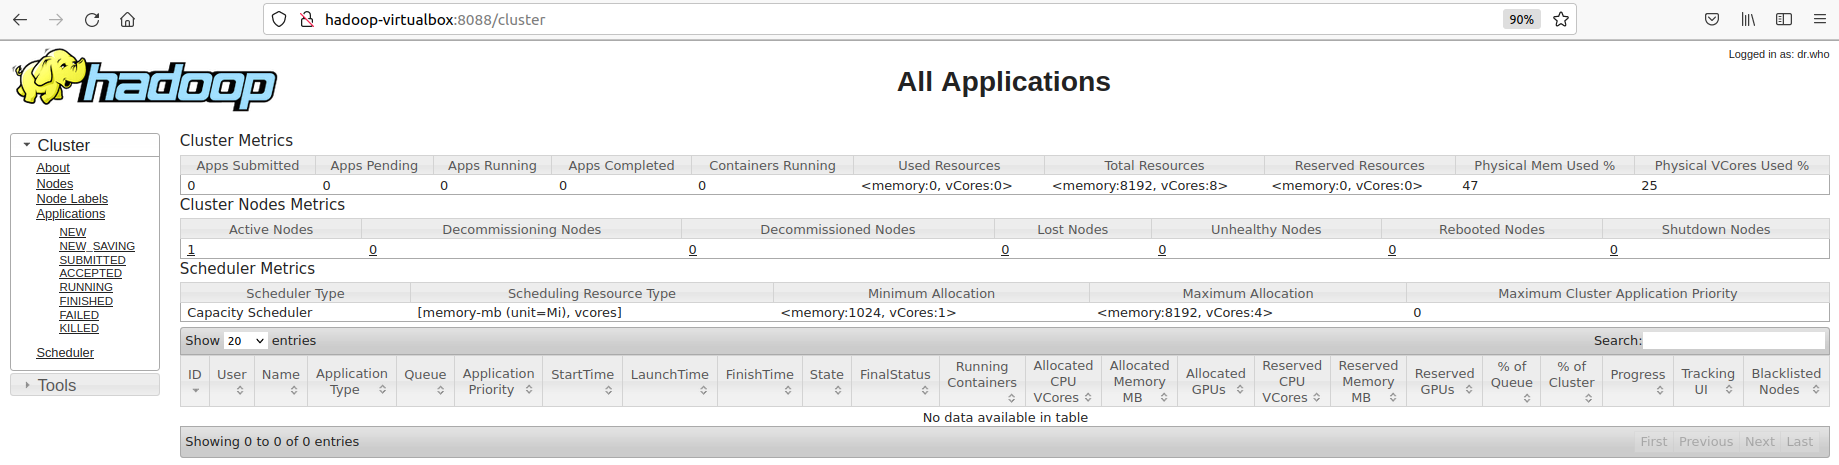 hadoop-virtualbox:8088/cluster 90%
Logged in as: dr.who
hadoop
All Applications
Cluster
About
Nodes
Node Labels
Applications
NEW
NEW_SAVING
SUBMITTED
ACCEPTED
RUNNING
FINISHED
FAILED
KILLED
Scheduler
Tools
Cluster Metrics
Apps Submitted Apps Pending Apps Running Apps Completed Containers Running Used Resources Total Resources Reserved Resources Physical Mem Used % Physical VCores Used %
0 0 0 0 0 <memory:0, vCores:0> <memory:8192, vCores:8> <memory:0, vCores:0> 47 25
Cluster Nodes Metrics
Active Nodes Decommissioning Nodes Decommissioned Nodes Lost Nodes Unhealthy Nodes Rebooted Nodes Shutdown Nodes
1 0 0 0 0 0 0
Scheduler Metrics
Scheduler Type Scheduling Resource Type Minimum Allocation Maximum Allocation Maximum Cluster Application Priority
Capacity Scheduler [memory-mb (unit=Mi), vcores] <memory:1024, vCores:1> <memory:8192, vCores:4> 0
Show 20 entries Search:
ID User Name Application Type Queue Application Priority StartTime LaunchTime FinishTime State FinalStatus Running Containers Allocated CPU VCores Allocated Memory MB Allocated GPUs Reserved CPU VCores Reserved Memory MB Reserved GPUs % of Queue % of Cluster Progress Tracking UI Blacklisted Nodes
No data available in table
Showing 0 to 0 of 0 entries First Previous Next Last